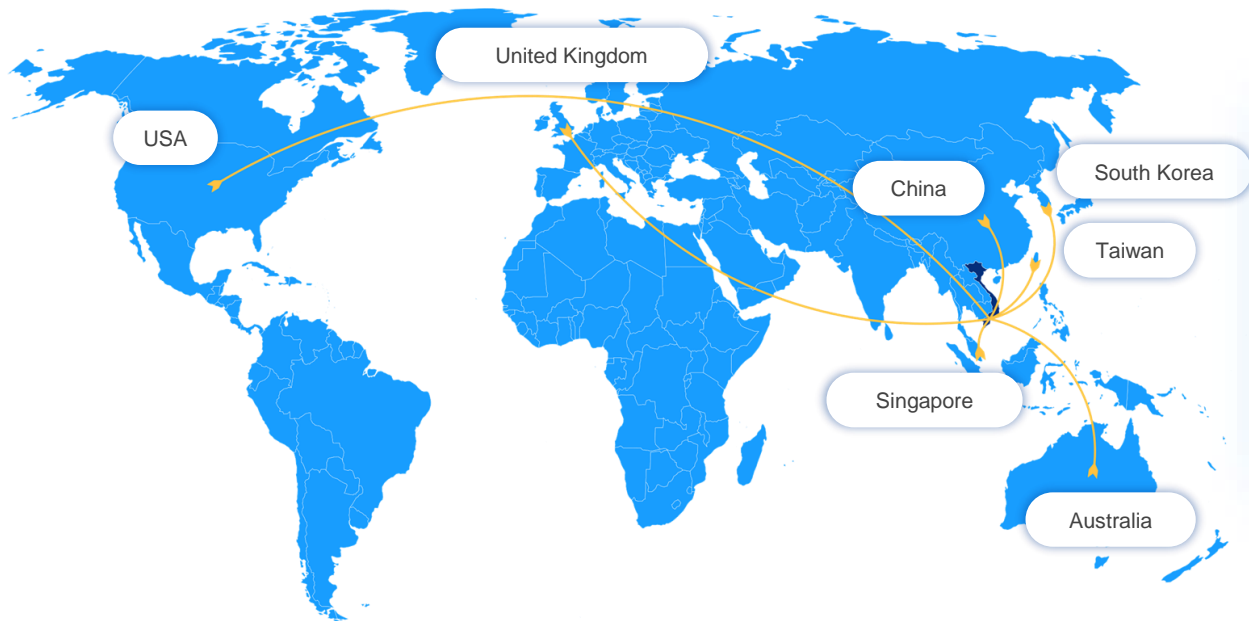 United Kingdom
USA
South Korea
China
Taiwan
Singapore
Australia